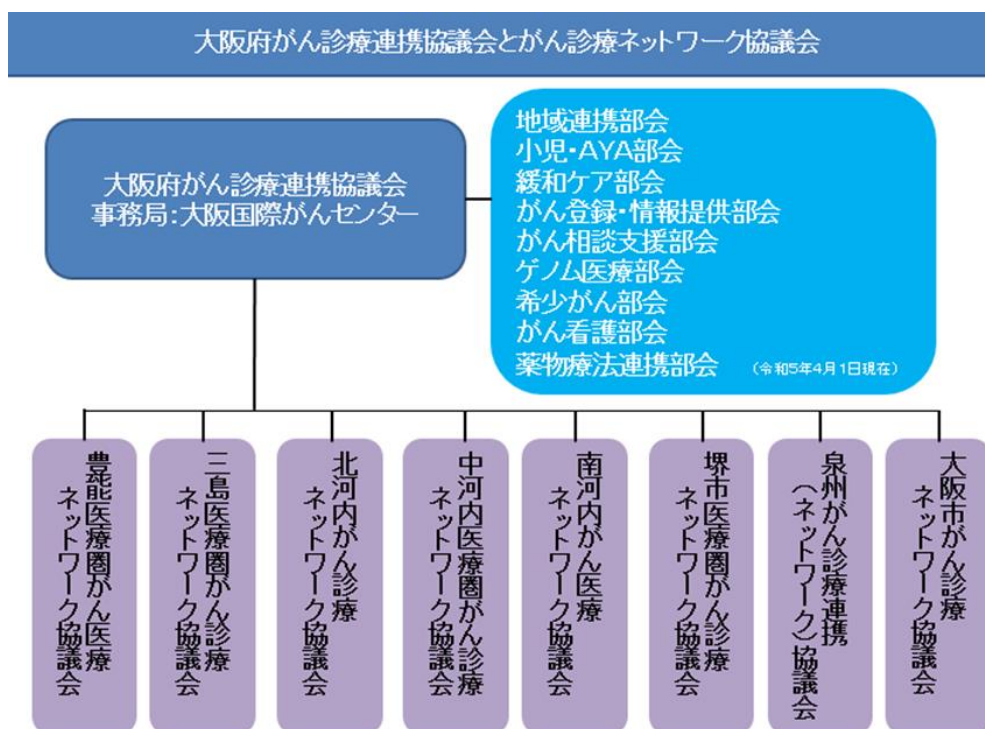 大阪府がん診療連携協議会とがん診療ネットワーク協議会
大阪府がん診療連携協議会
事務局:大阪国際がんセンター
地域連携部会
小児・AYA部会
緩和ケア部会
がん登録・情報提供部会
がん相談支援部会
ゲノム医療部会
希少がん部会
がん看護部会
薬物療法連携部会 (令和5年4月1日現在)
豊能医療圏がん医療
ネットワーク協議会
三島医療圏がん診療
ネットワーク協議会
北河内がん診療
ネットワーク協議会
中河内医療圏がん診療
ネットワーク協議会
南河内がん医療
ネットワーク協議会
堺市医療圏がん診療
ネットワーク協議会
泉州がん診療連携
(ネットワーク)協議会
大阪市がん診療
ネットワーク協議会